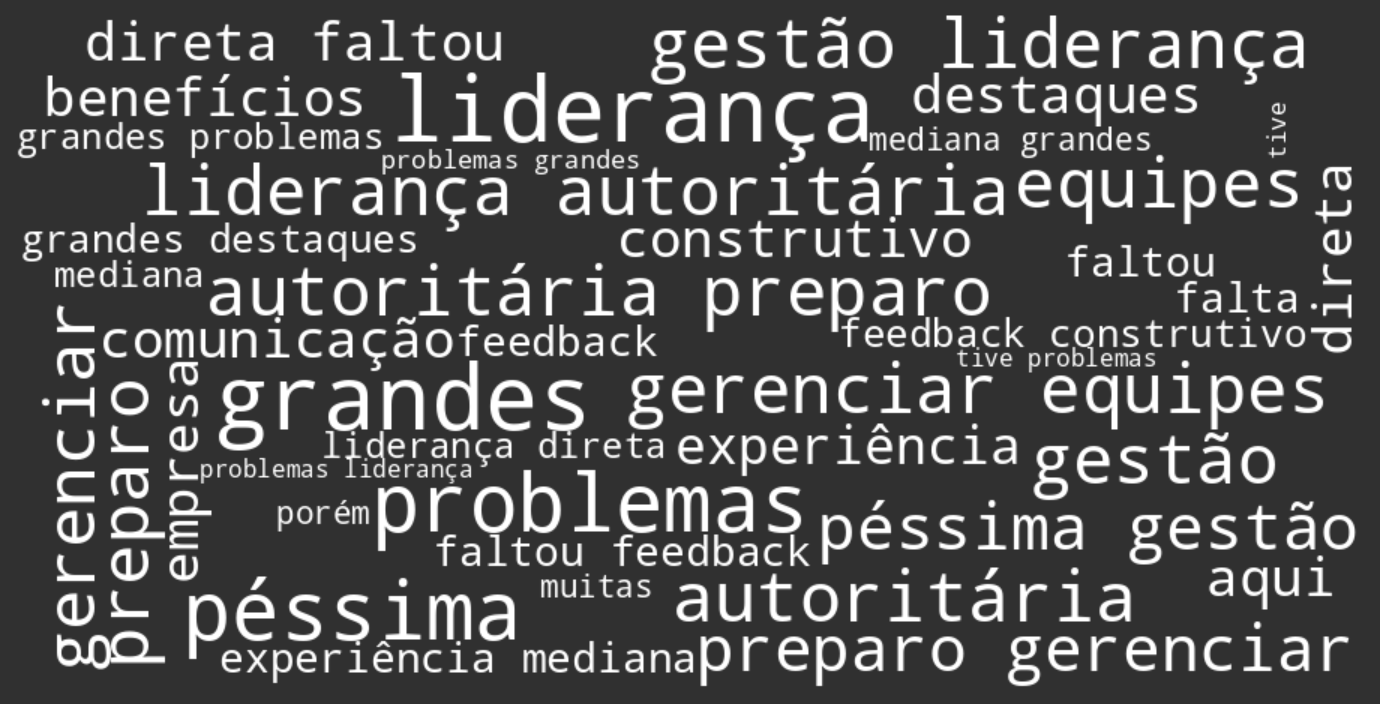 direta faltou
gestão liderança
benefícios
liderança
destaques
grandes problemas
mediana grandes
tive
problemas grandes
liderança autoritária
equipes
direta
grandes destaques
construtivo
mediana
autoritária preparo
faltou
falta
comunicação
feedback
feedback construtivo
tive problemas
gerenciar
preparo
empresa
grandes
gerenciar equipes
liderança direta
experiência
gestão
problemas liderança
porém
problemas
péssima gestão
faltou feedback
muitas
autoritária
aqui
péssima
experiência mediana
preparo gerenciar